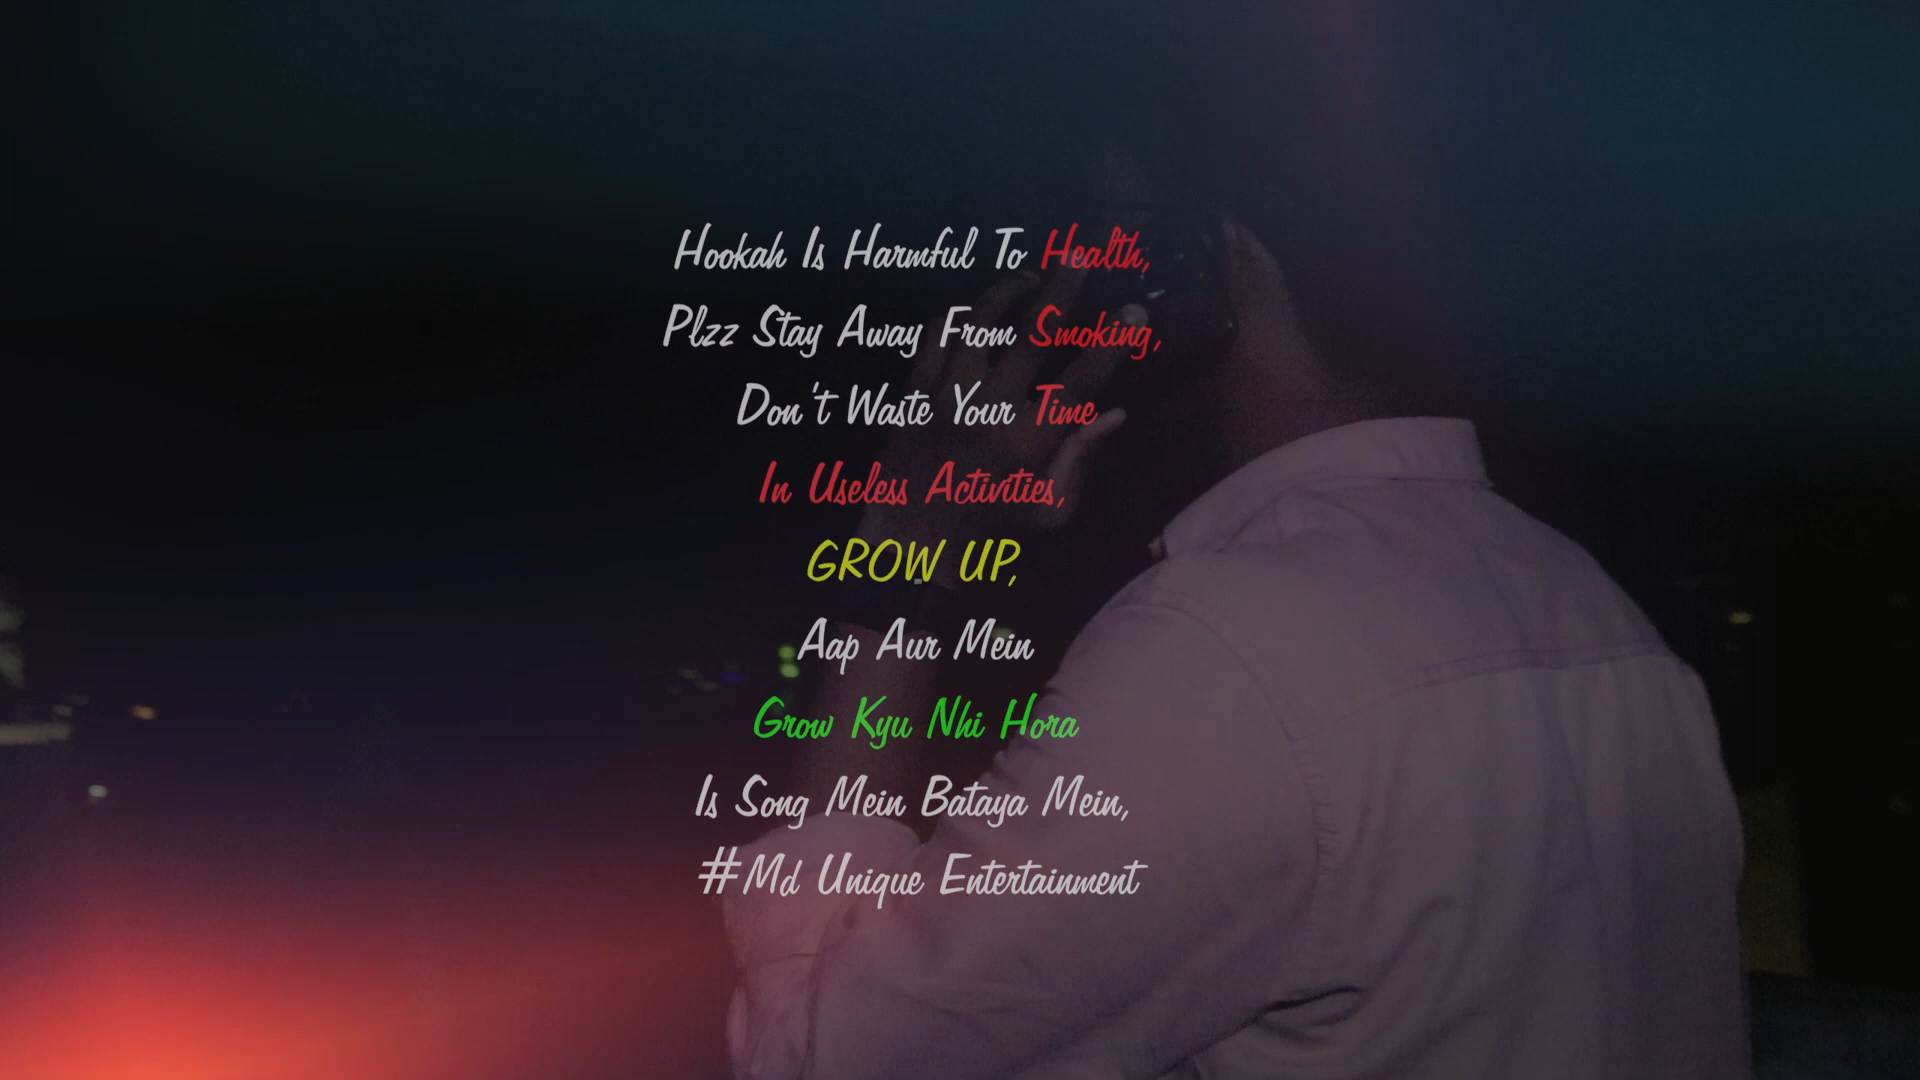 Hookah Is Harmful To Health,
Plzz Stay Away From Smoking,
Don't Waste Your Time
In Useless Activities,
GROW UP,
Aap Aur Mein
Grow Kyu Nhi Hora
Is Song Mein Bataya Mein,
#Md Unique Entertainment